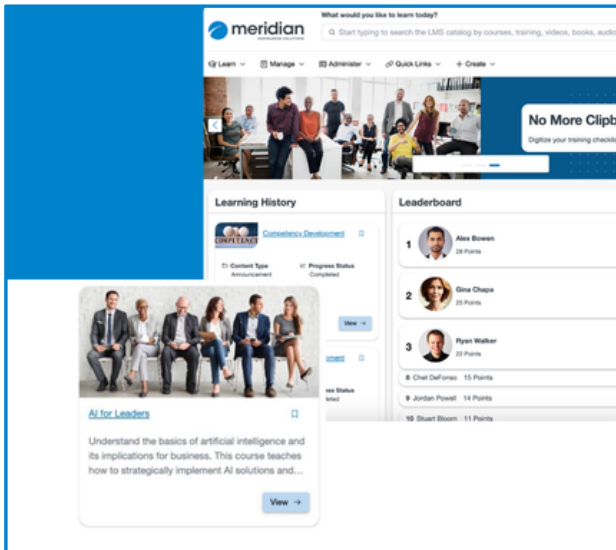 meridian
KNOWLEDGE SOLUTIONS
What would you like to learn today?
Start typing to search the LMS catalog by courses, training, videos, books, audio
Learn
Manage
Administer
Quick Links
+ Create
No More Clipb
Digitize your training checklis
Learning History
COMPETENCE
Competency Development
Content Type
Announcement
Progress Status
Completed
View →
Leaderboard
1
Alex Bowen
28 Points
2
Gina Chapa
25 Points
3
Ryan Walker
22 Points
8 Chet DeFonso 15 Points
9 Jordan Powell 14 Points
10 Stuart Bloom 11 Points
AI for Leaders
Understand the basics of artificial intelligence and
its implications for business. This course teaches
how to strategically implement AI solutions and...
View →